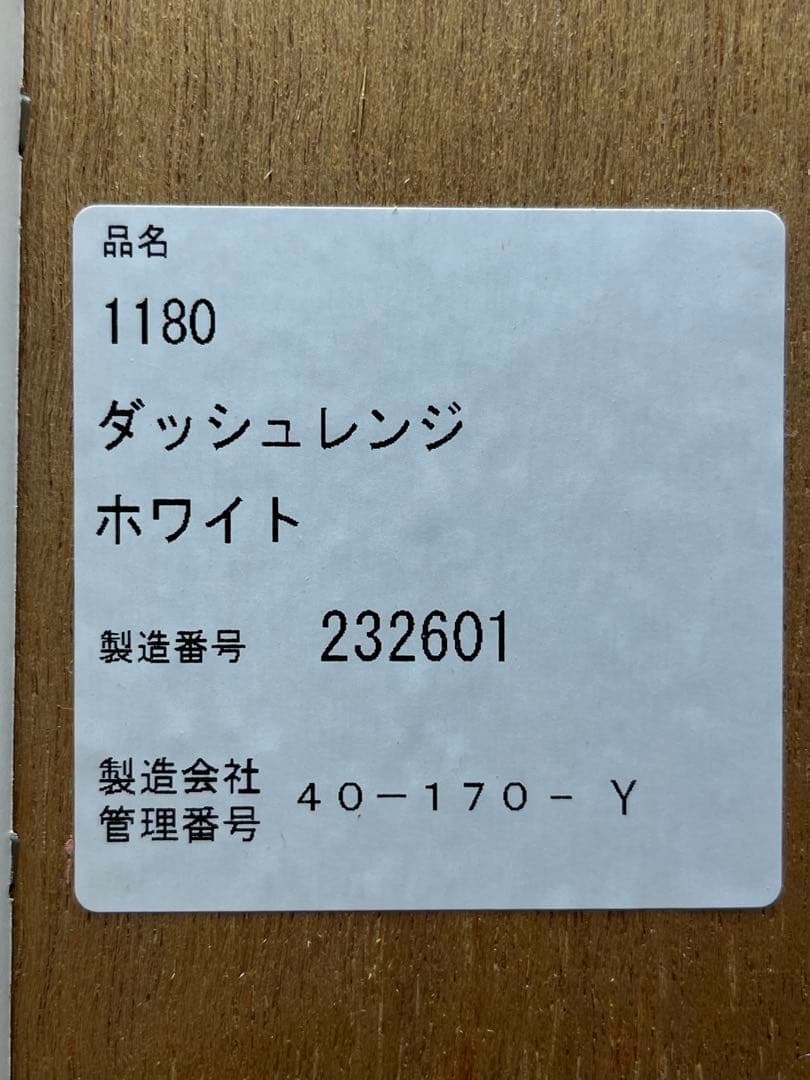 品名
1180
ダッシュレンジ
ホワイト
製造番号 232601
製造会社
管理番号 40-170- Y